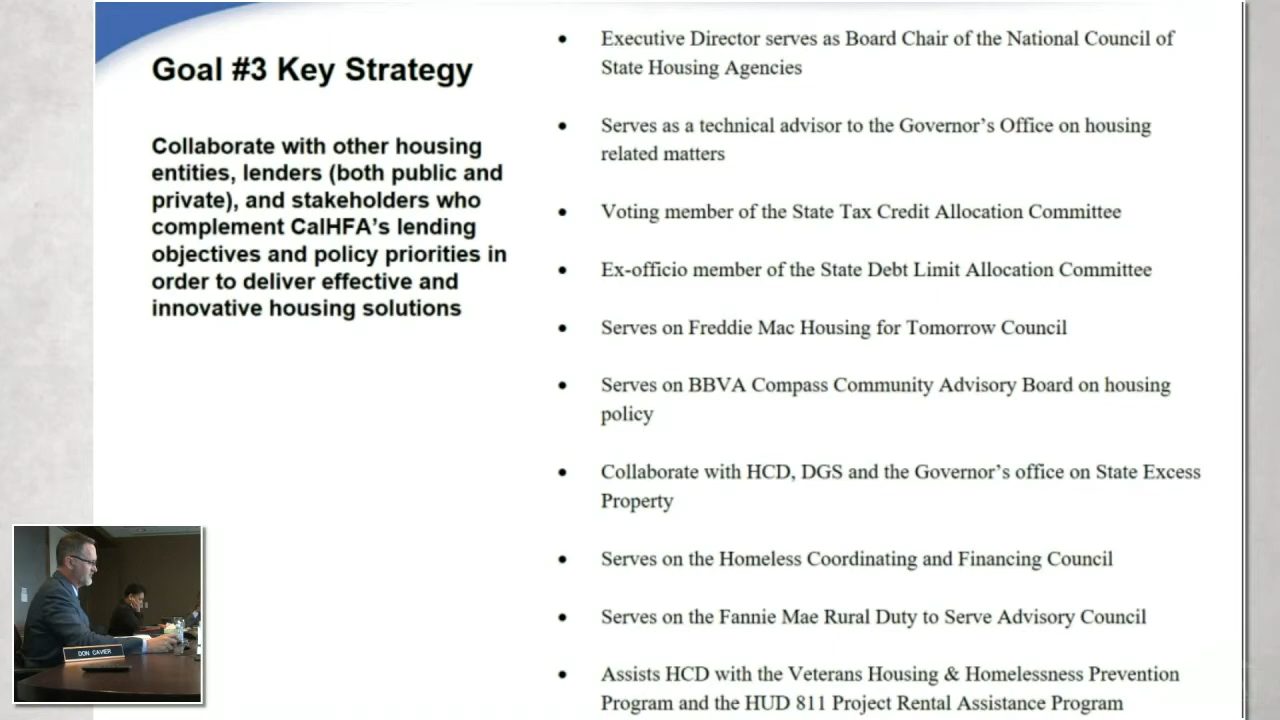 Goal #3 Key Strategy
Collaborate with other housing
entities, lenders (both public and
private), and stakeholders who
complement CalHFA's lending
objectives and policy priorities in
order to deliver effective and
innovative housing solutions
• Executive Director serves as Board Chair of the National Council of
State Housing Agencies
• Serves as a technical advisor to the Governor's Office on housing
related matters
• Voting member of the State Tax Credit Allocation Committee
• Ex-officio member of the State Debt Limit Allocation Committee
• Serves on Freddie Mac Housing for Tomorrow Council
• Serves on BBVA Compass Community Advisory Board on housing
policy
• Collaborate with HCD, DGS and the Governor's office on State Excess
Property
• Serves on the Homeless Coordinating and Financing Council
• Serves on the Fannie Mae Rural Duty to Serve Advisory Council
• Assists HCD with the Veterans Housing & Homelessness Prevention
Program and the HUD 811 Project Rental Assistance Program
DON CAVIER